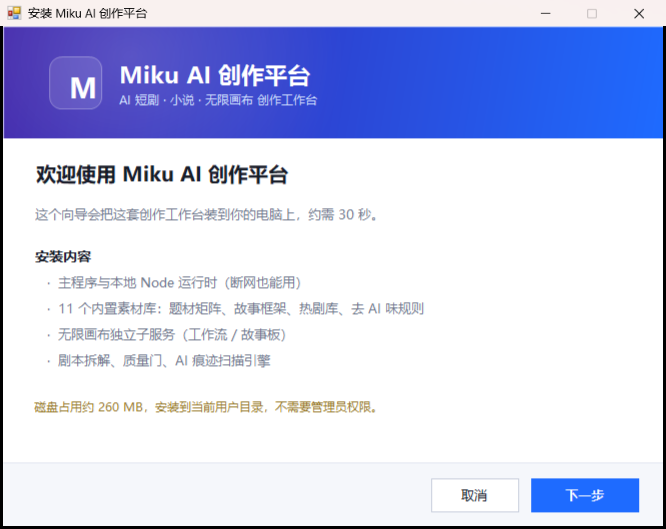 安装 Miku AI 创作平台
M
Miku AI 创作平台
AI 短剧 · 小说 · 无限画布 创作工作台
欢迎使用 Miku AI 创作平台
这个向导会把这套创作工作台装到你的电脑上，约需 30 秒。
安装内容
· 主程序与本地 Node 运行时（断网也能用）
· 11 个内置素材库：题材矩阵、故事框架、热剧库、去 AI 味规则
· 无限画布独立子服务（工作流 / 故事板）
· 剧本拆解、质量门、AI 痕迹扫描引擎
磁盘占用约 260 MB，安装到当前用户目录，不需要管理员权限。
取消
下一步